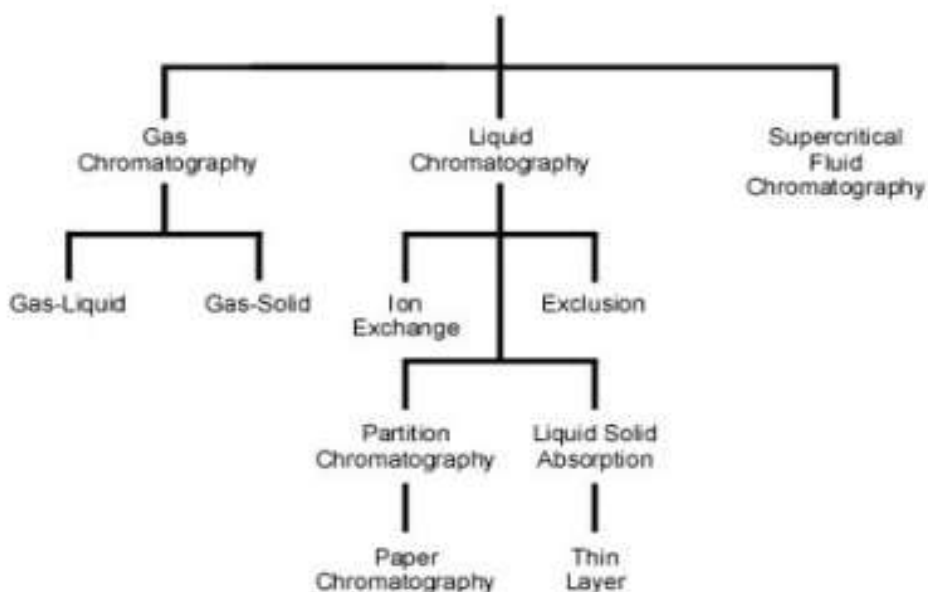 Gas
Chromatography
Liquid
Chromatography
Supercritical
Fluid
Chromatography
Gas-Liquid
Gas-Solid
Ion
Exchange
Exclusion
Partition
Chromatography
Liquid Solid
Absorption
Paper
Chromatography
Thin
Layer